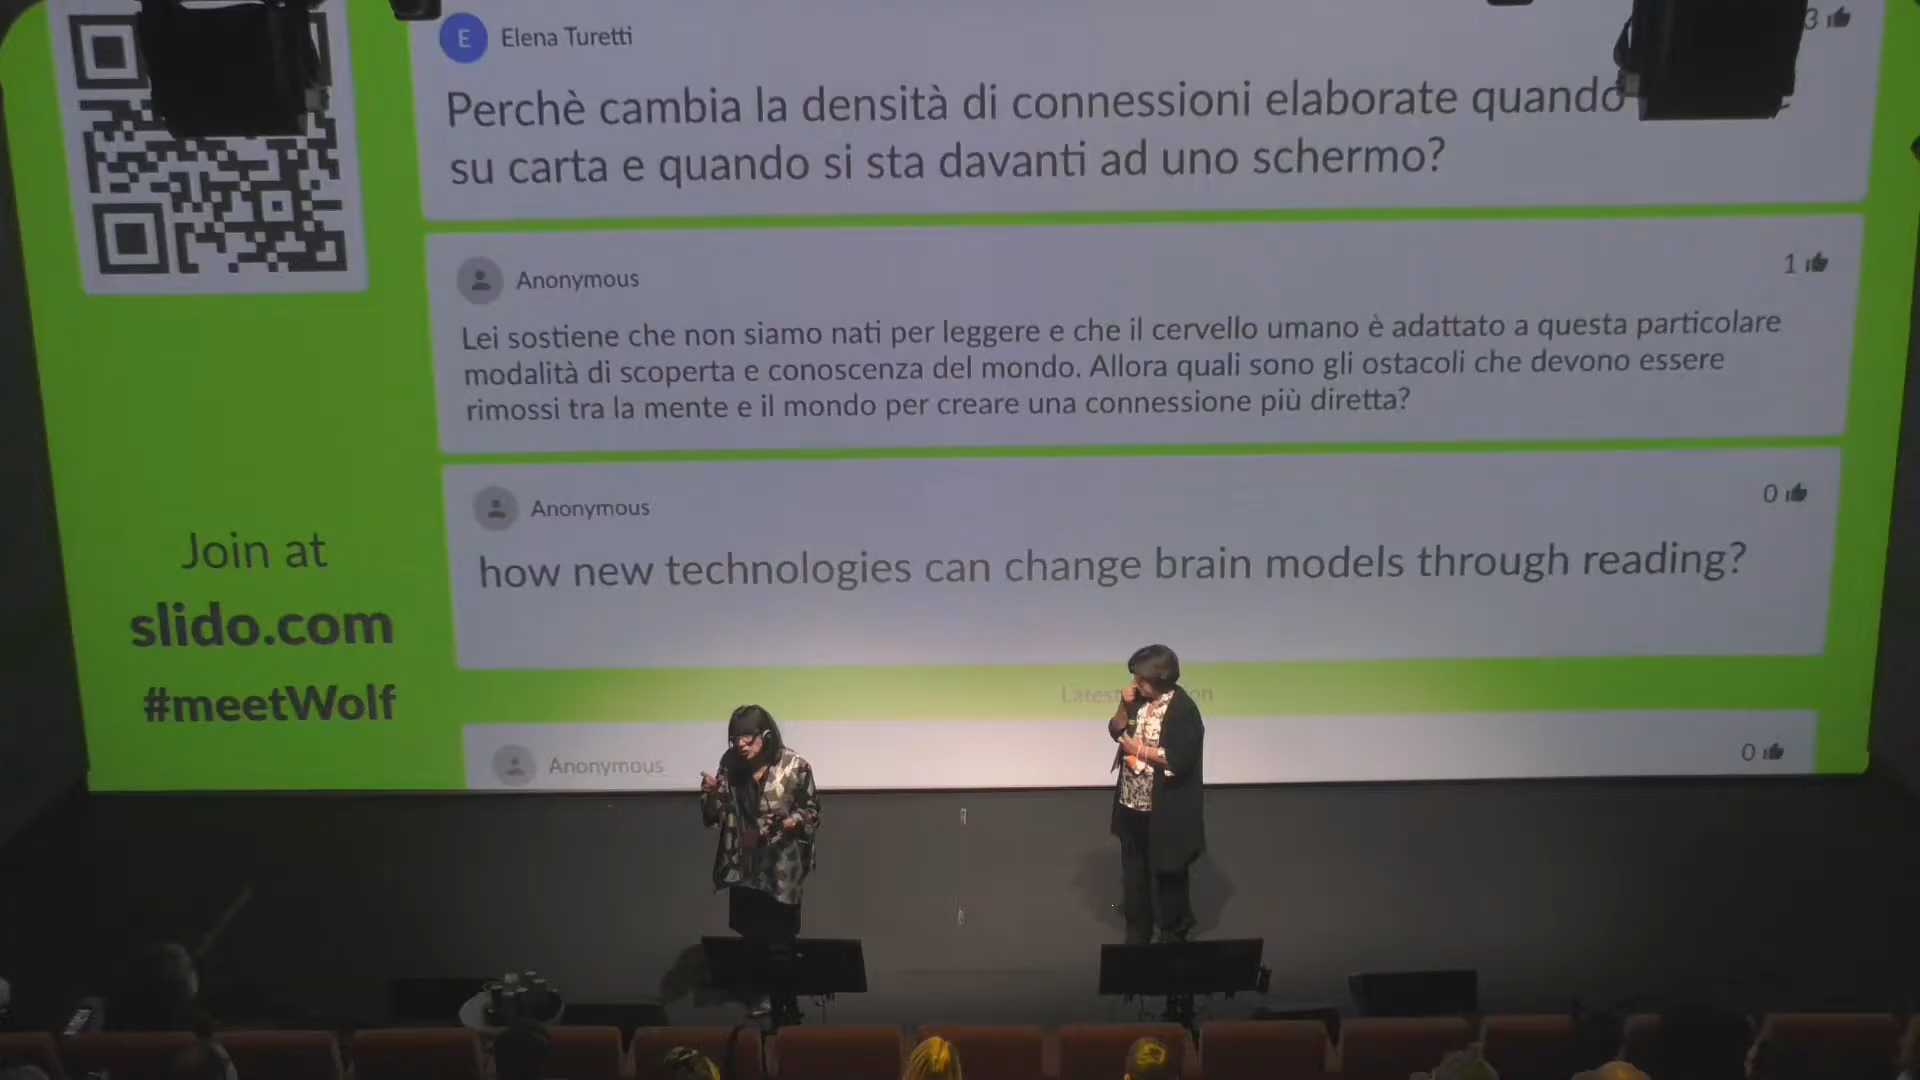 E Elena Turetti
3
Perchè cambia la densità di connessioni elaborate quando
su carta e quando si sta davanti ad uno schermo?
Anonymous
1
Lei sostiene che non siamo nati per leggere e che il cervello umano è adattato a questa particolare
modalità di scoperta e conoscenza del mondo. Allora quali sono gli ostacoli che devono essere
rimossi tra la mente e il mondo per creare una connessione più diretta?
Anonymous
0
how new technologies can change brain models through reading?
Anonymous
0
Join at
slido.com
#meetWolf